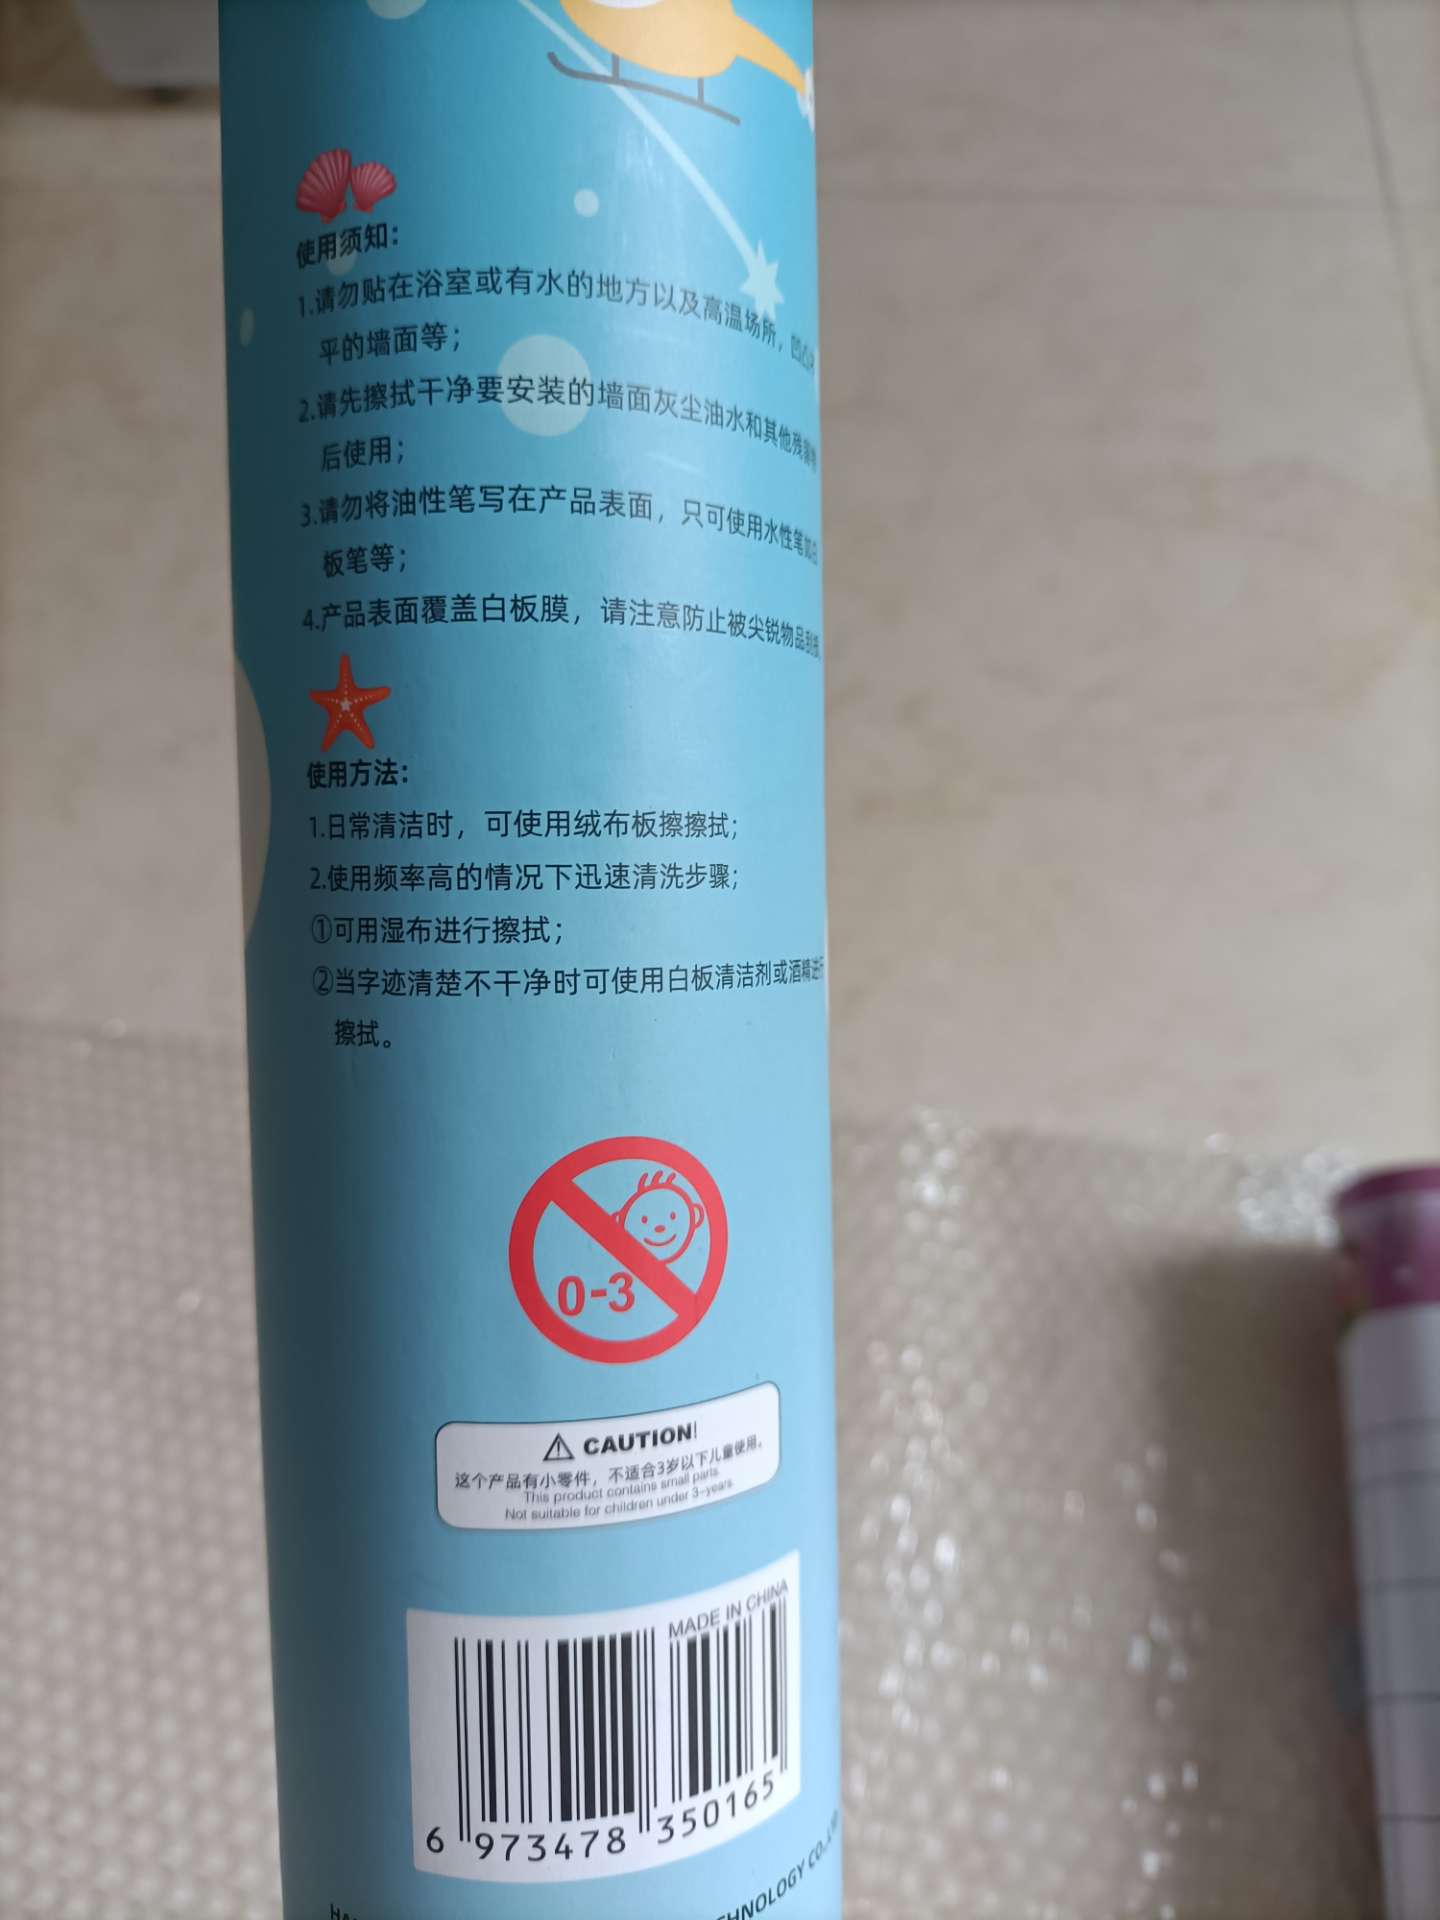 使用须知：
1.请勿贴在浴室或有水的地方以及高温场所，凹凸
平的墙面等；
2.请先擦拭干净要安装的墙面灰尘油水和其他残留
后使用；
3.请勿将油性笔写在产品表面，只可使用水性笔如白
板笔等；
4.产品表面覆盖白板膜，请注意防止被尖锐物品刮
使用方法：
1.日常清洁时，可使用绒布板擦擦拭；
2.使用频率高的情况下迅速清洗步骤；
①可用湿布进行擦拭；
②当字迹清楚不干净时可使用白板清洁剂或酒精进行
擦拭。
0-3
CAUTION!
这个产品有小零件，不适合3岁以下儿童使用。
This product contains small parts.
Not suitable for children under 3-years.
MADE IN CHINA
6 973478 350165
CO.,LTD